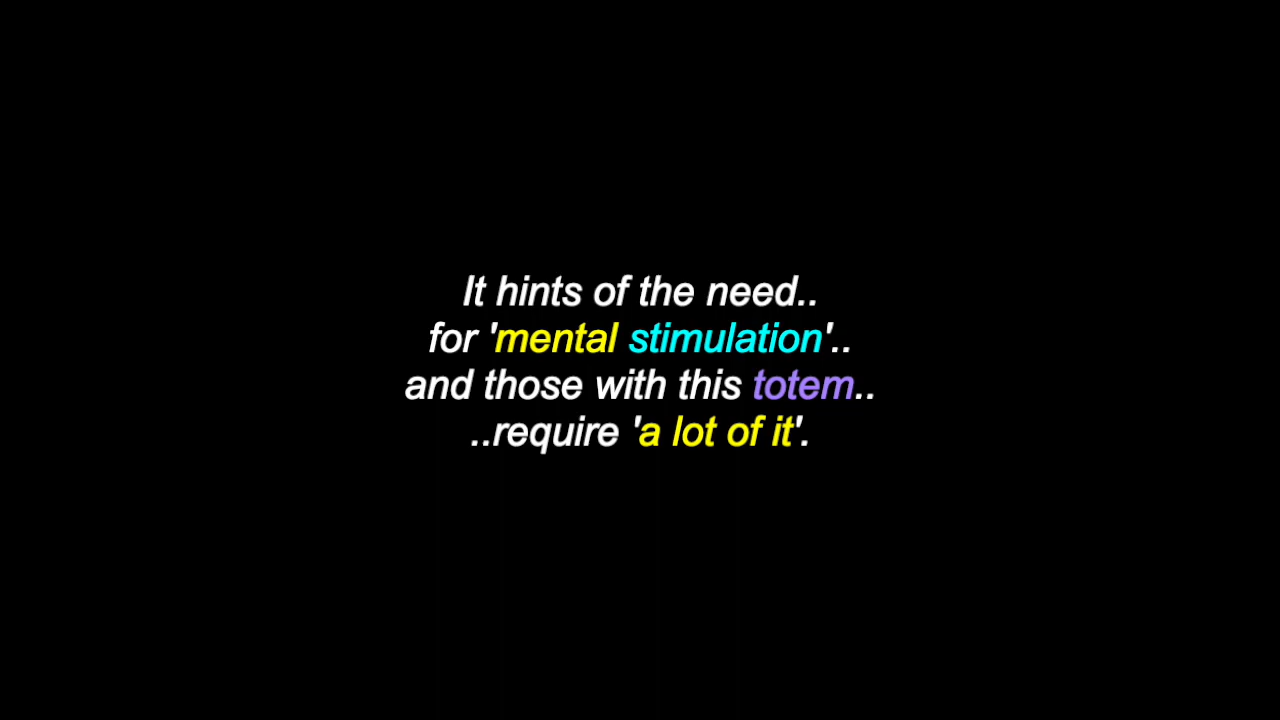 It hints of the need..
for 'mental stimulation'..
and those with this totem..
..require 'a lot of it'.